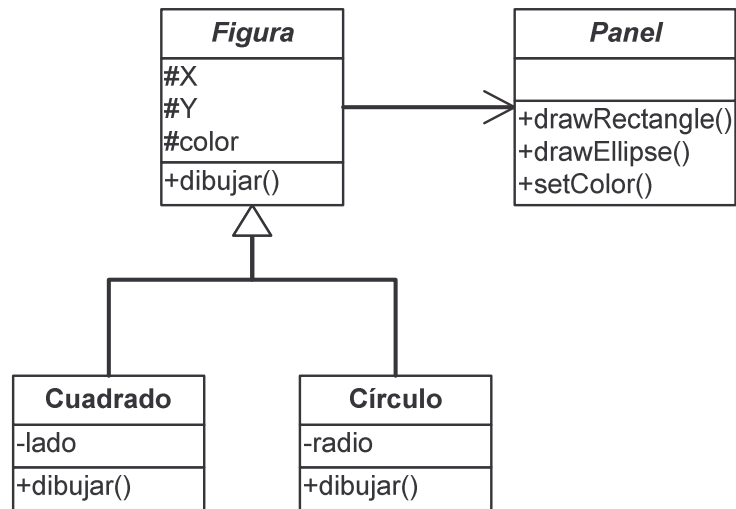 Figura
#X
#Y
#color
+dibujar()
Panel
+drawRectangle()
+drawEllipse()
+setColor()
Cuadrado
-lado
+dibujar()
Círculo
-radio
+dibujar()